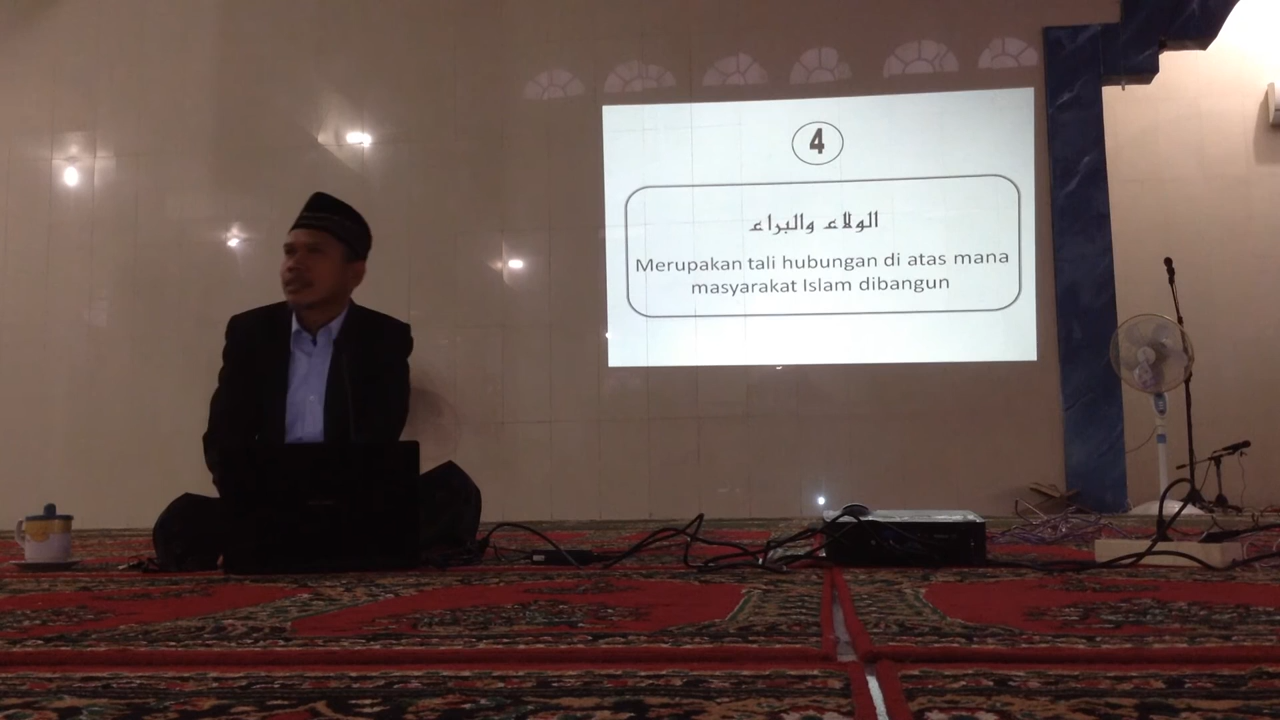 4
الولاء والبراء
Merupakan tali hubungan di atas mana
masyarakat Islam dibangun